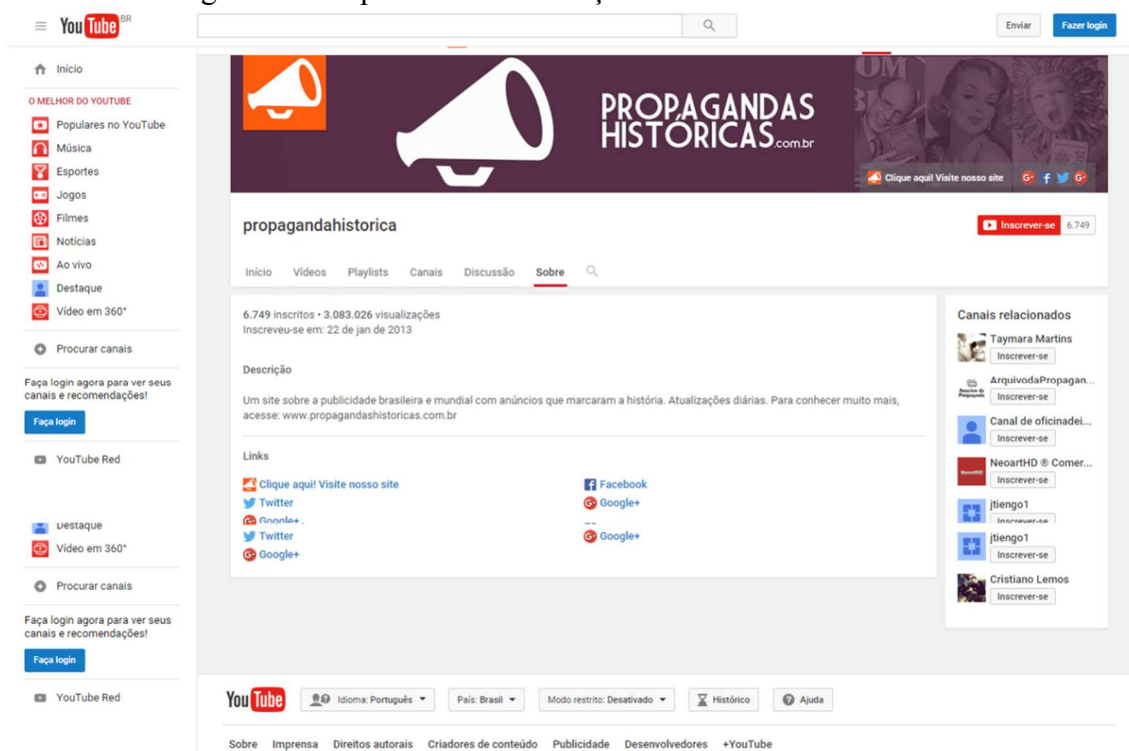 You Tube BR
Enviar
Fazer login
Início
O MELHOR DO YOUTUBE
Populares no YouTube
Música
Esportes
Jogos
Filmes
Notícias
Ao vivo
Destaque
Vídeo em 360°
Procurar canais
Faça login agora para ver seus
canais e recomendações!
Faça login
YouTube Red
Destaque
Vídeo em 360°
Procurar canais
Faça login agora para ver seus
canais e recomendações!
Faça login
YouTube Red
PROPAGANDAS
HISTÓRICAS.com.br
Clique aqui! Visite nosso site
propagandahistorica
Inscrever-se 6.749
Início Vídeos Playlists Canais Discussão Sobre
6.749 inscritos • 3.083.026 visualizações
Inscreveu-se em: 22 de jan de 2013
Descrição
Um site sobre a publicidade brasileira e mundial com anúncios que marcaram a história. Atualizações diárias. Para conhecer muito mais,
acesse: www.propagandashistoricas.com.br
Links
Clique aqui! Visite nosso site Facebook
Twitter Google+
Google+
Twitter Google+
Google+
Canais relacionados
Taymara Martins
Inscrever-se
ArquivodaPropagan...
Inscrever-se
Canal de oficinadei...
Inscrever-se
NeoartHD ® Comer...
Inscrever-se
jtiengo1
Inscrever-se
jtiengo1
Inscrever-se
Cristiano Lemos
Inscrever-se
You Tube Idioma: Português País: Brasil Modo restrito: Desativado Histórico Ajuda
Sobre Imprensa Direitos autorais Criadores de conteúdo Publicidade Desenvolvedores +YouTube